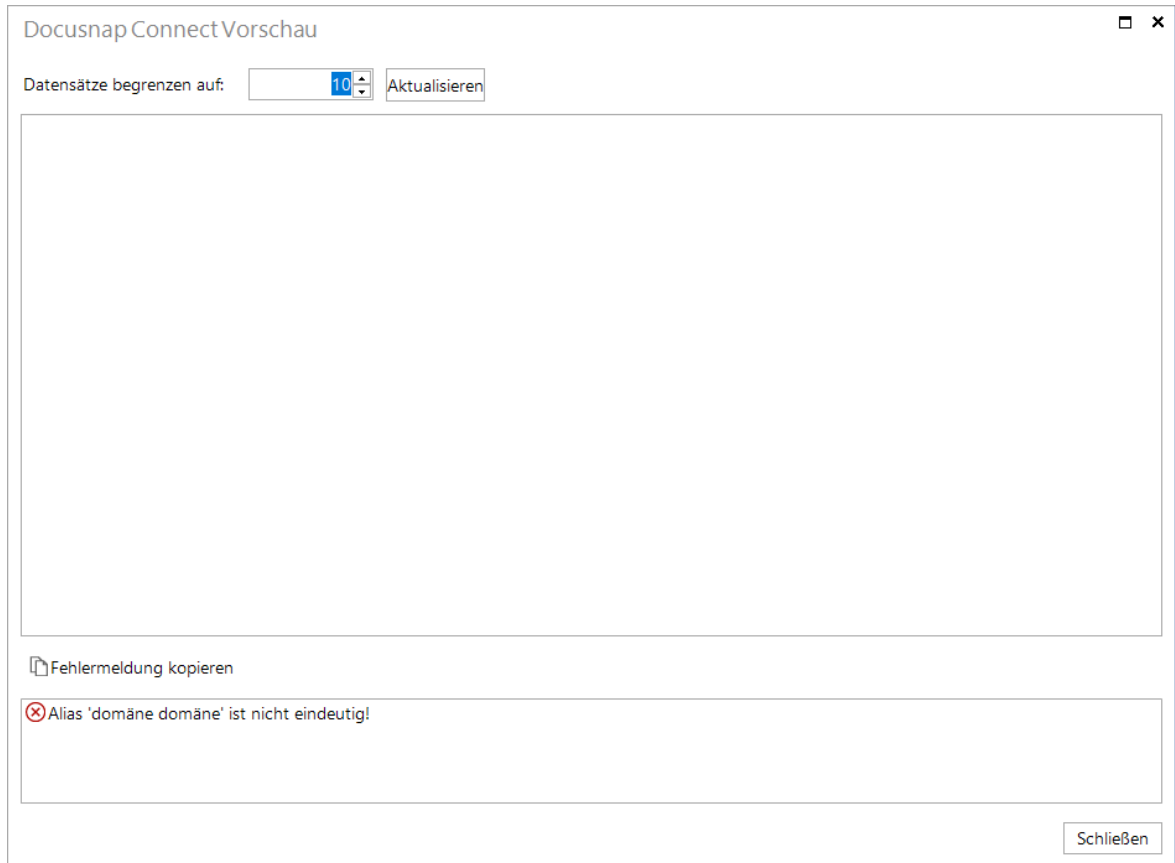 Docusnap Connect Vorschau
Datensätze begrenzen auf: 10 Aktualisieren
Fehlermeldung kopieren
Alias 'domäne domäne' ist nicht eindeutig!
Schließen